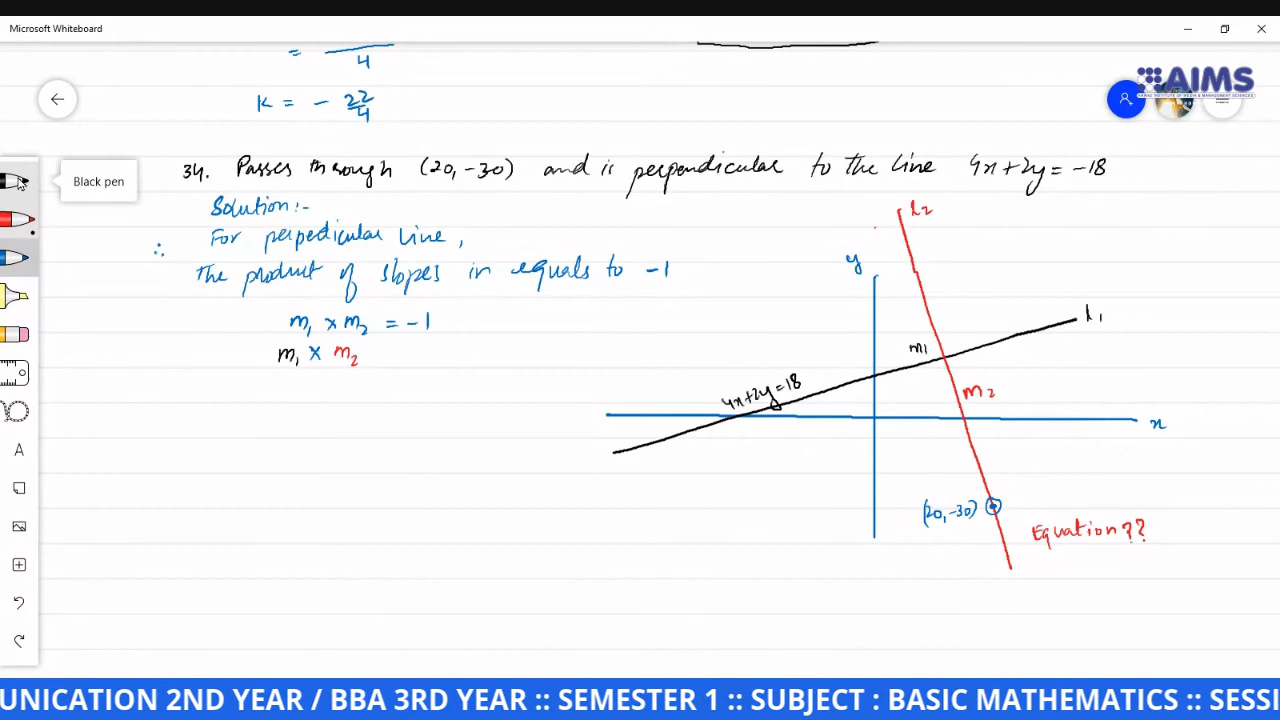 Microsoft Whiteboard
=
4
K = - 22/4
AIMS
Black pen
34. Passes through (20, -30) and is perpendicular to the line 4x+2y = -18
Solution:-
∴ For perpedicular line,
The product of slopes in equals to -1
m₁ × m₂ = -1
m₁ × m₂
l₂
y
l₁
m₁
4x+2y=18
m₂
x
(20,-30)
Equation??
A
UNICATION 2ND YEAR / BBA 3RD YEAR :: SEMESTER 1 :: SUBJECT : BASIC MATHEMATICS :: SESSI